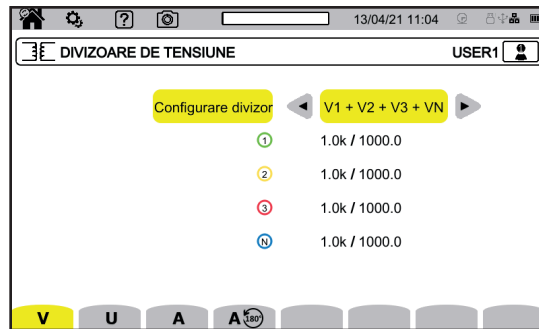 ? 13/04/21 11:04
DIVIZOARE DE TENSIUNE USER1
Configurare divizor V1 + V2 + V3 + VN
1 1.0k / 1000.0
2 1.0k / 1000.0
3 1.0k / 1000.0
N 1.0k / 1000.0
V U A A 180°